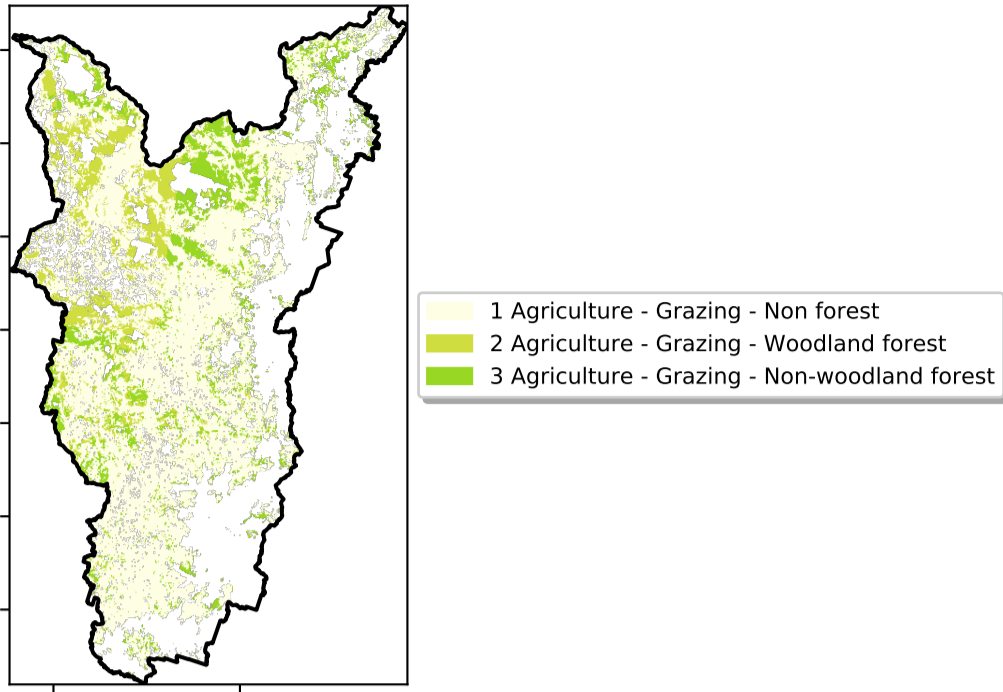 1 Agriculture - Grazing - Non forest
2 Agriculture - Grazing - Woodland forest
3 Agriculture - Grazing - Non-woodland forest